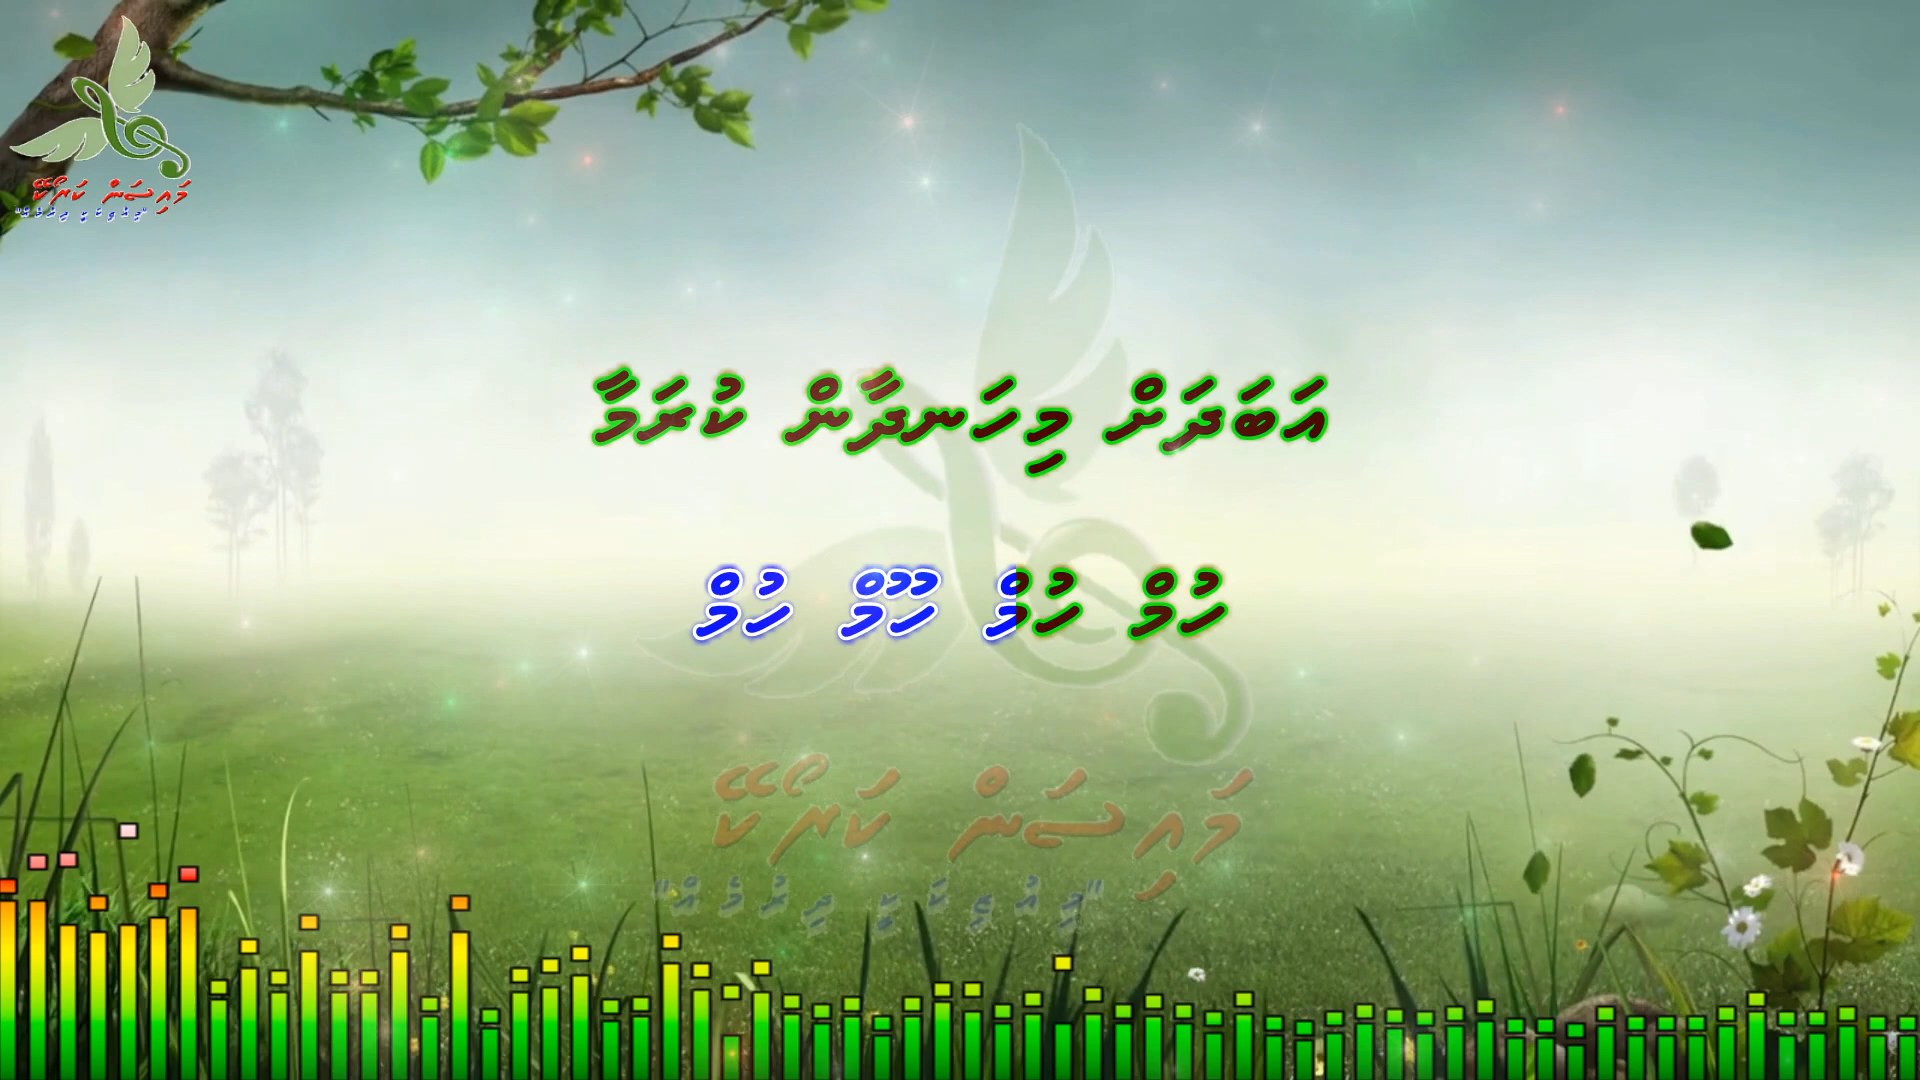 މައިސަން ކަރޯކޭ
އަބަދަށް މިހަނދާން ކުރަމާ
ހުމް ހުމް ހޫމް ހުމް
މައިސަން ކަރޯކޭ